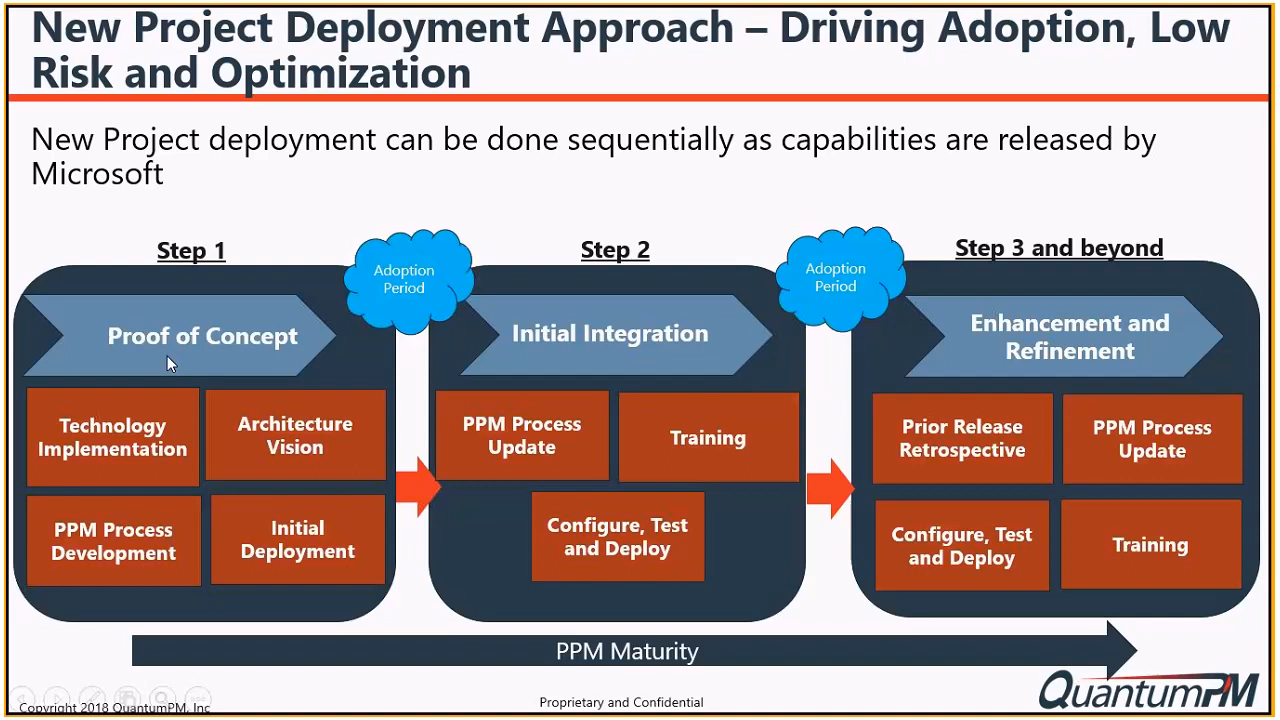 New Project Deployment Approach – Driving Adoption, Low
Risk and Optimization
New Project deployment can be done sequentially as capabilities are released by
Microsoft
Step 1
Adoption
Period
Proof of Concept
Technology
Implementation
Architecture
Vision
PPM Process
Development
Initial
Deployment
Step 2
Adoption
Period
Initial Integration
PPM Process
Update
Training
Configure, Test
and Deploy
Step 3 and beyond
Enhancement and
Refinement
Prior Release
Retrospective
PPM Process
Update
Configure, Test
and Deploy
Training
PPM Maturity
Copyright 2018 QuantumPM, Inc
Proprietary and Confidential
QuantumPM